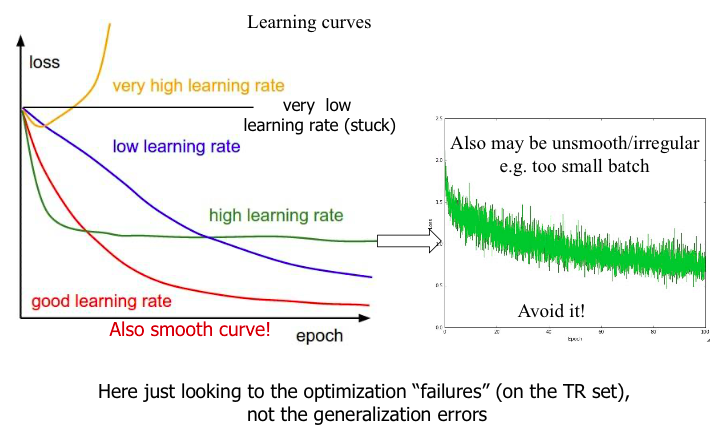 Learning curves
loss
very high learning rate
very low
learning rate (stuck)
low learning rate
high learning rate
good learning rate
Also smooth curve!
epoch
2.5
Also may be unsmooth/irregular
2.0
e.g. too small batch
1.5
1.0
0.5
Avoid it!
0.0
0
20
40
60
80
100
Epoch
Here just looking to the optimization “failures” (on the TR set),
not the generalization errors